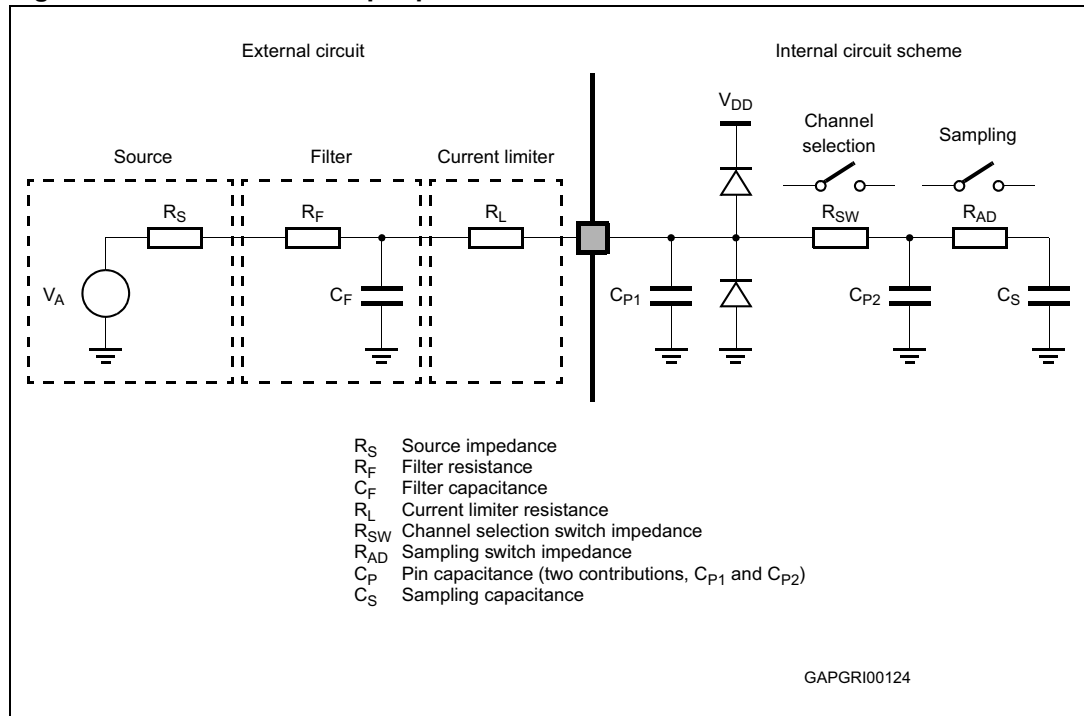 External circuit
Internal circuit scheme
VDD
Channel
selection
Sampling
Source
Filter
Current limiter
RS
RF
RL
RSW
RAD
VA
CF
CP1
CP2
CS
RS Source impedance
RF Filter resistance
CF Filter capacitance
RL Current limiter resistance
RSW Channel selection switch impedance
RAD Sampling switch impedance
CP Pin capacitance (two contributions, CP1 and CP2)
CS Sampling capacitance
GAPGRI00124